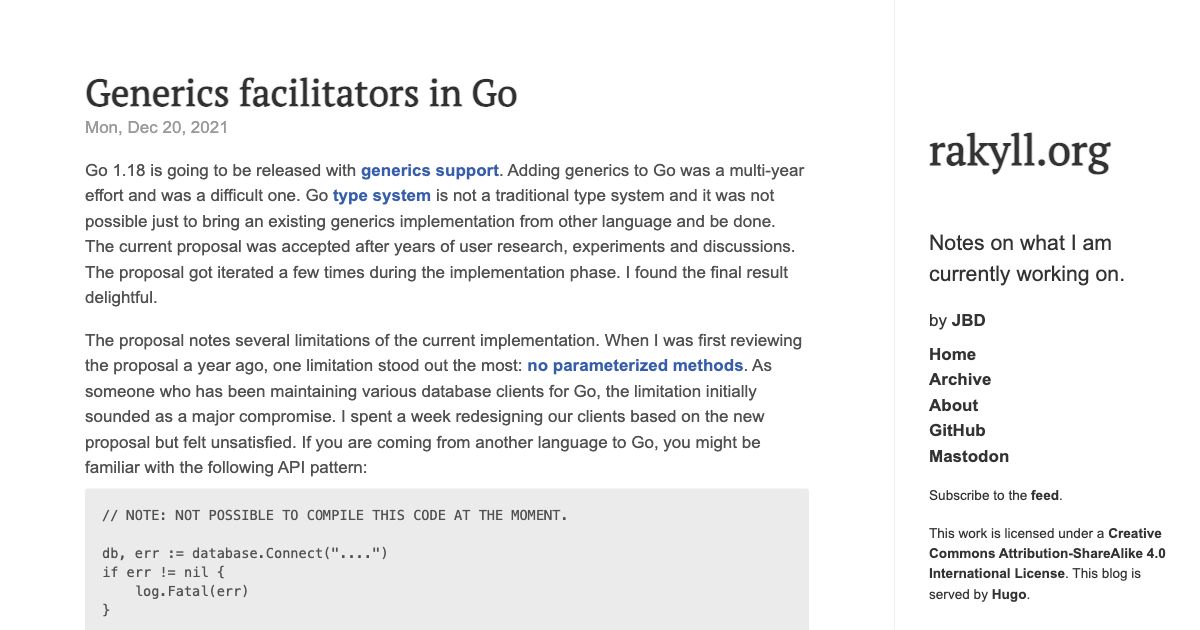 Generics facilitators in Go
Mon, Dec 20, 2021
Go 1.18 is going to be released with generics support. Adding generics to Go was a multi-year
effort and was a difficult one. Go type system is not a traditional type system and it was not
possible just to bring an existing generics implementation from other language and be done.
The current proposal was accepted after years of user research, experiments and discussions.
The proposal got iterated a few times during the implementation phase. I found the final result
delightful.
The proposal notes several limitations of the current implementation. When I was first reviewing
the proposal a year ago, one limitation stood out the most: no parameterized methods. As
someone who has been maintaining various database clients for Go, the limitation initially
sounded as a major compromise. I spent a week redesigning our clients based on the new
proposal but felt unsatisfied. If you are coming from another language to Go, you might be
familiar with the following API pattern:
// NOTE: NOT POSSIBLE TO COMPILE THIS CODE AT THE MOMENT.
db, err := database.Connect("....")
if err != nil {
    log.Fatal(err)
}
rakyll.org
Notes on what I am
currently working on.
by JBD
Home
Archive
About
GitHub
Mastodon
Subscribe to the feed.
This work is licensed under a Creative
Commons Attribution-ShareAlike 4.0
International License. This blog is
served by Hugo.